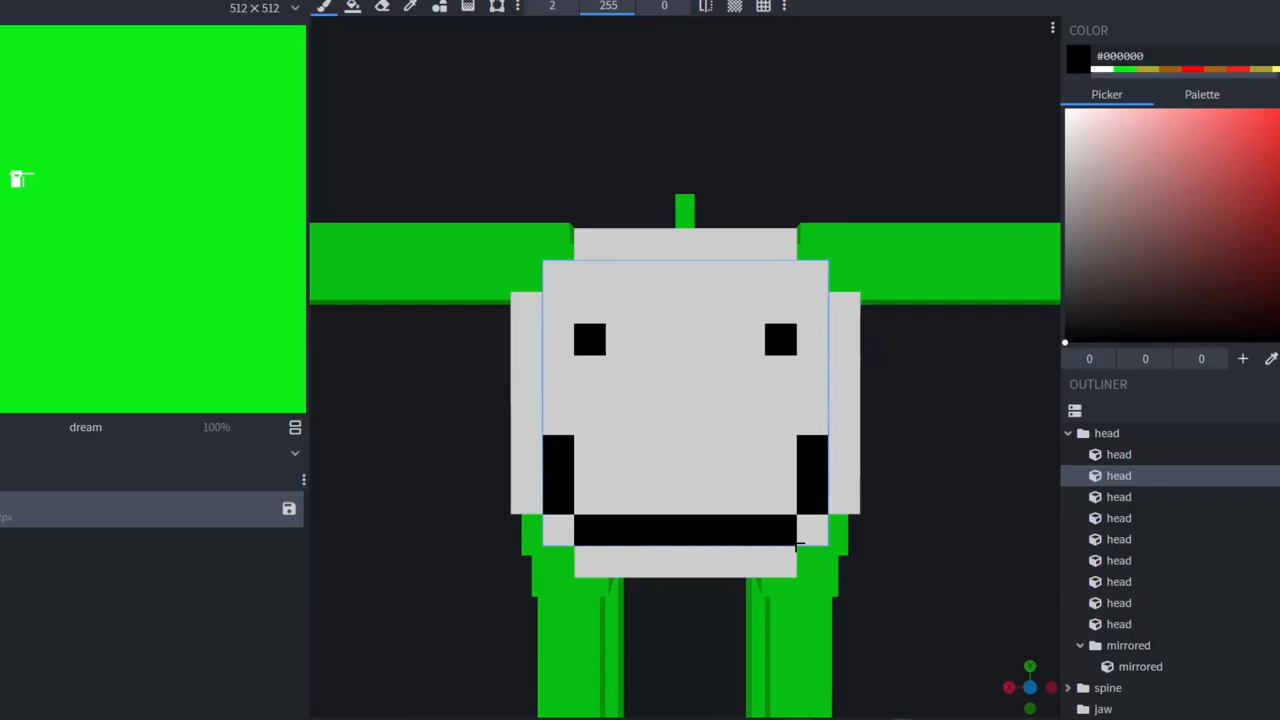 512 × 512
2
255
0
COLOR
#000000
Picker
Palette
0
0
0
OUTLINER
dream
100%
px
head
head
head
head
head
head
head
head
head
head
mirrored
mirrored
spine
jaw
X
Y